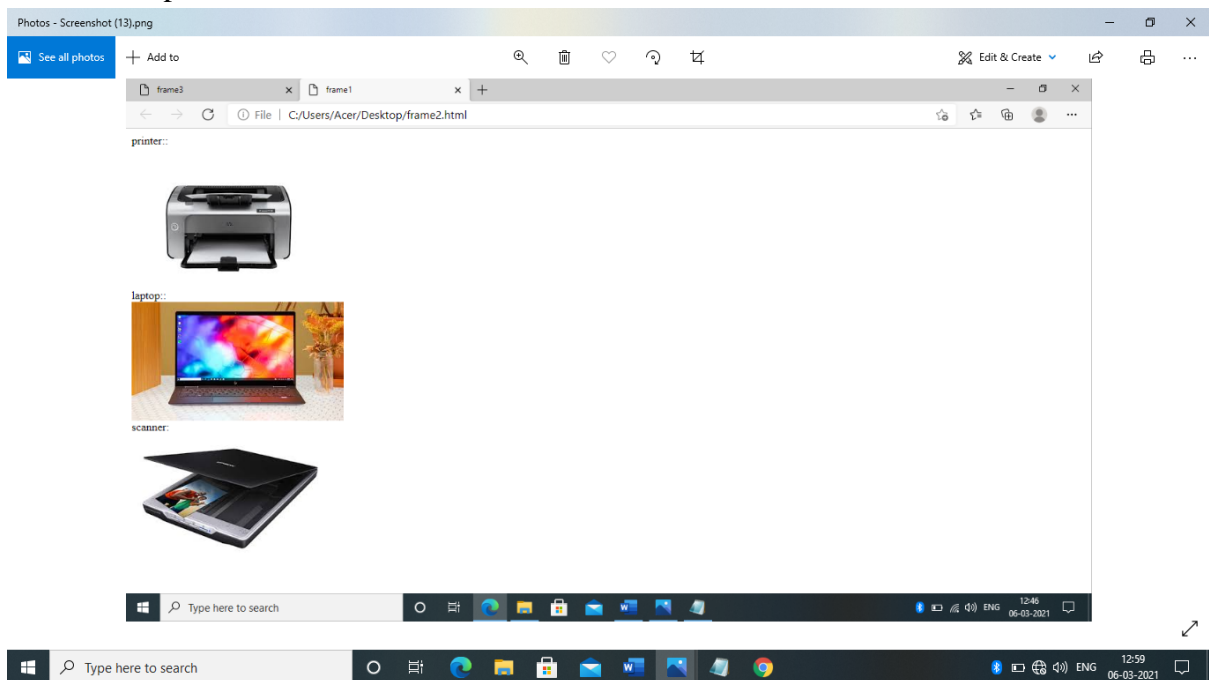 Photos - Screenshot (13).png
See all photos
Add to
Edit & Create
frame3
frame1
File
C:/Users/Acer/Desktop/frame2.html
printer::
laptop::
scanner:
Type here to search
ENG
12:46
06-03-2021
Type here to search
ENG
12:59
06-03-2021